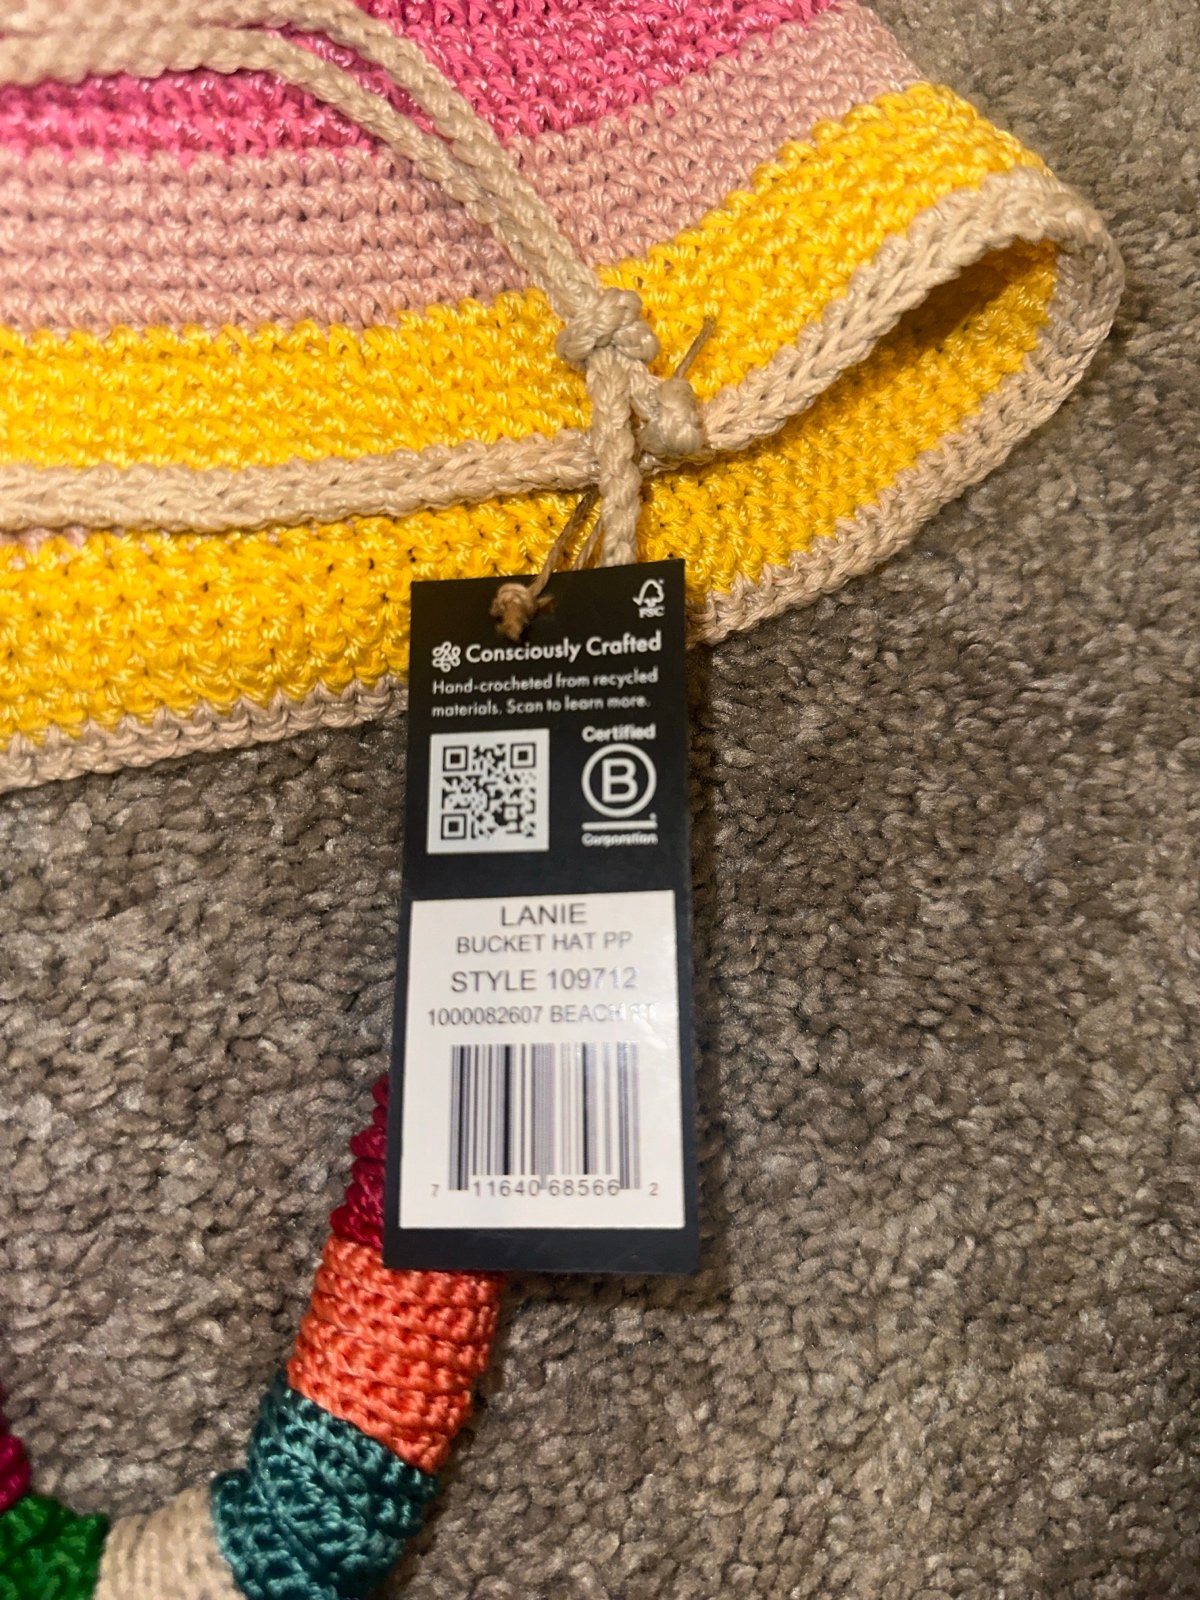 FSC
Consciously Crafted
Hand-crocheted from recycled
materials. Scan to learn more.
Certified
B
Corporation
LANIE
BUCKET HAT PP
STYLE 109712
1000082607
7 11640 68566 2